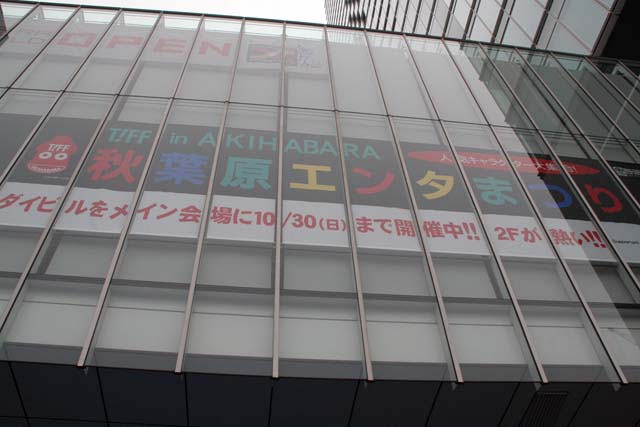 OPEN
TIFF
TIFF in AKIHABARA
秋葉原エンタまつり
ダイビルをメイン会場に10/30(日)まで開催中!! 2Fが熱い!!